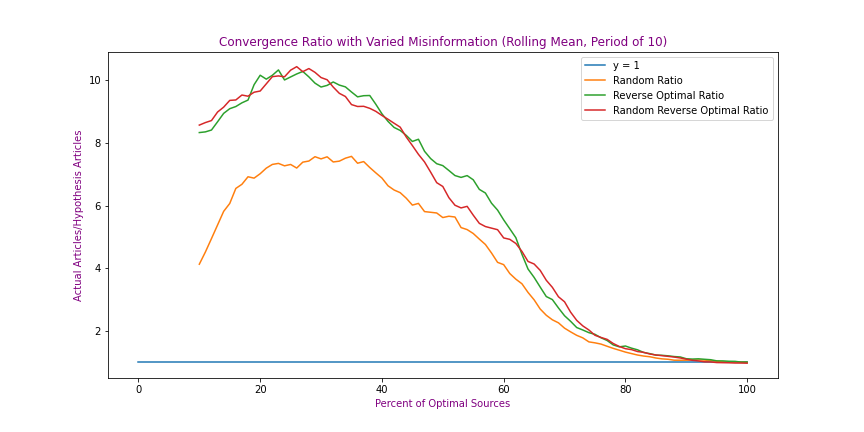 Convergence Ratio with Varied Misinformation (Rolling Mean, Period of 10)
y = 1
Random Ratio
Reverse Optimal Ratio
Random Reverse Optimal Ratio
Actual Articles/Hypothesis Articles
10
8
6
4
2
0 20 40 60 80 100
Percent of Optimal Sources